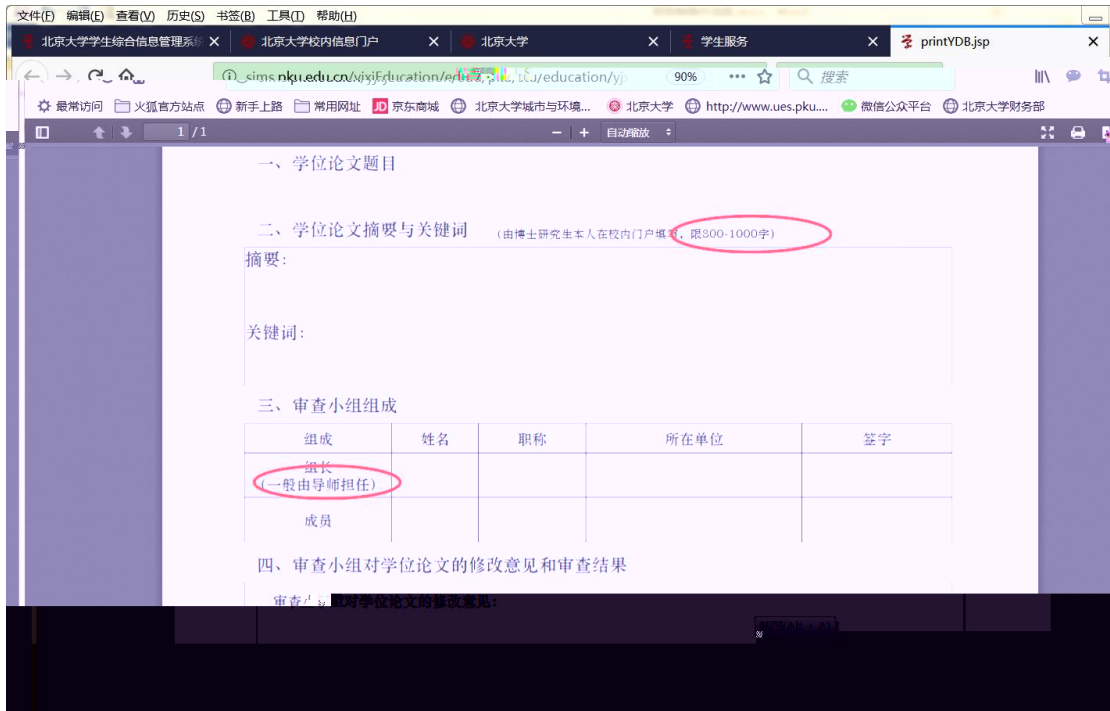 文件(F) 编辑(E) 查看(V) 历史(S) 书签(B) 工具(T) 帮助(H)
北京大学学生综合信息管理系统 北京大学校内信息门户 北京大学 学生服务 printYDB.jsp
90% 搜索
最常访问 火狐官方站点 新手上路 常用网址 JD 京东商城 北京大学城市与环境... 北京大学 http://www.ues.pku.... 微信公众平台 北京大学财务部
1 / 1 自动缩放
一、学位论文题目
二、学位论文摘要与关键词 (由博士研究生本人在校内门户填写，限800-1000字)
摘要:
关键词:
三、审查小组组成
组成 姓名 职称 所在单位 签字
组长
(一般由导师担任)
成员
四、审查小组对学位论文的修改意见和审查结果
审查小组对学位论文的修改意见: